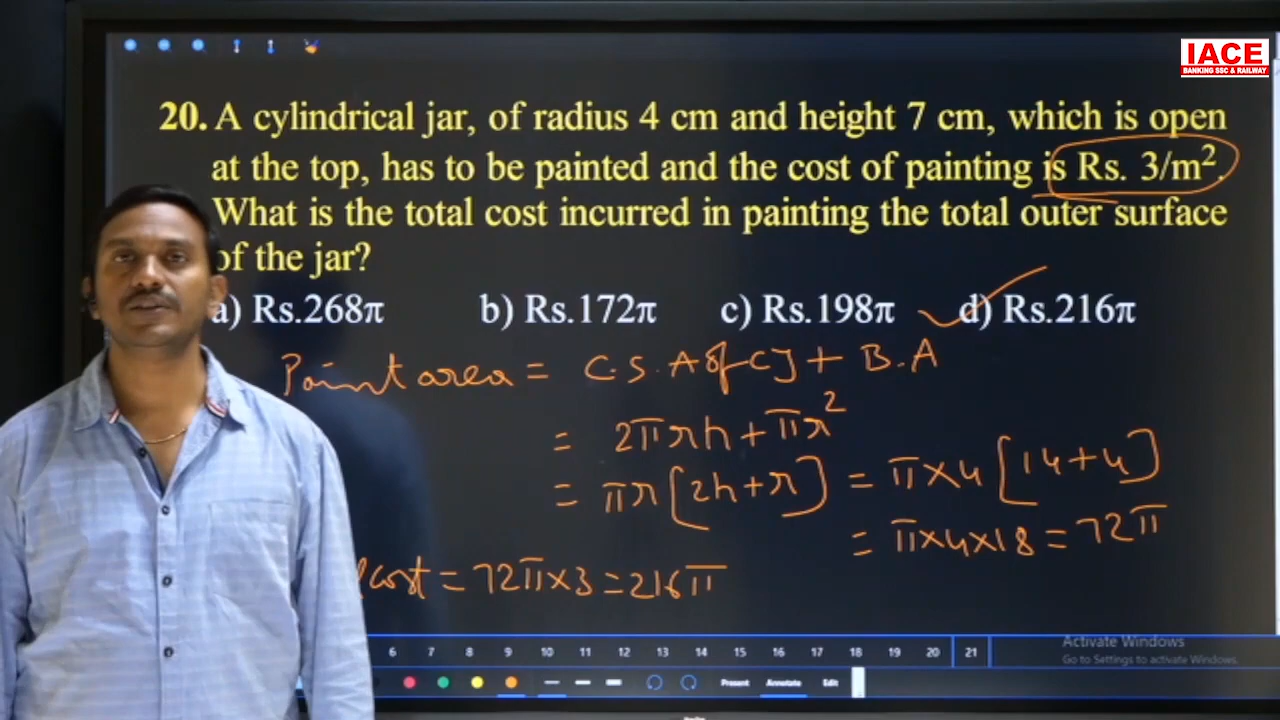 IACE
BANKING SSC & RAILWAY
20. A cylindrical jar, of radius 4 cm and height 7 cm, which is open
at the top, has to be painted and the cost of painting is Rs. 3/m².
What is the total cost incurred in painting the total outer surface
of the jar?
a) Rs.268π b) Rs.172π c) Rs.198π d) Rs.216π
Paint area = C.S.A of CJ + B.A
= 2πrh + πr²
= πr[2h+r] = π×4[14+4]
= π×4×18 = 72π
cost = 72π×3 = 216π
6 7 8 9 10 11 12 13 14 15 16 17 18 19 20 21
Present Annotate Edit
Activate Windows
Go to Settings to activate Windows.